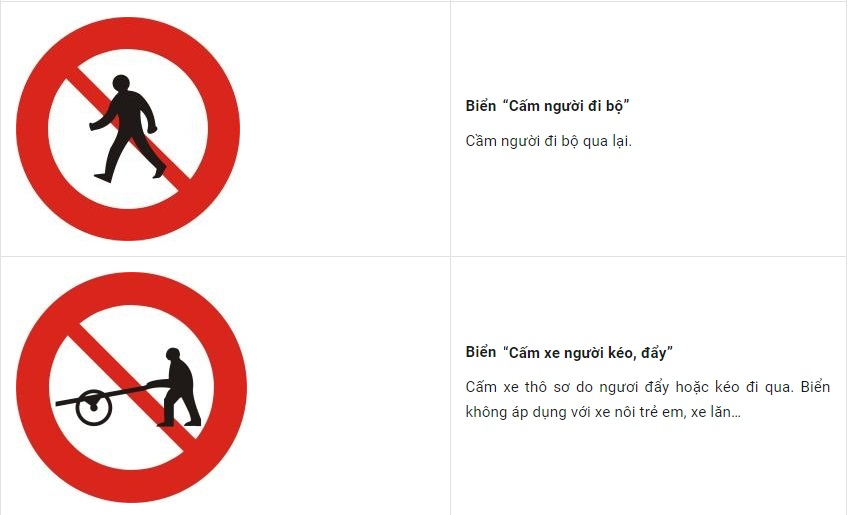 Biển “Cấm người đi bộ”
Cầm người đi bộ qua lại.
Biển “Cấm xe người kéo, đẩy”
Cấm xe thô sơ do ngươi đẩy hoặc kéo đi qua. Biển
không áp dụng với xe nôi trẻ em, xe lăn...